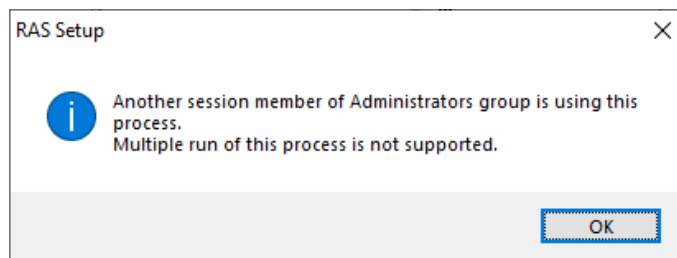 RAS Setup
Another session member of Administrators group is using this
process.
Multiple run of this process is not supported.
OK